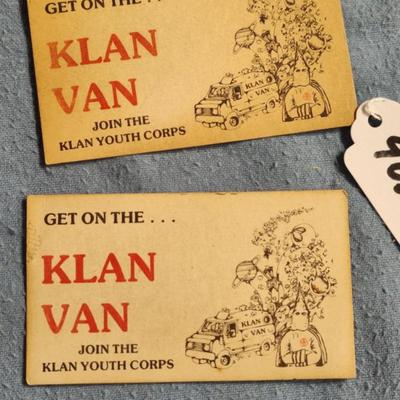 GET ON THE . . .
KLAN
VAN
JOIN THE
KLAN YOUTH CORPS
KLAN
VAN
GET ON THE . . .
KLAN
VAN
JOIN THE
KLAN YOUTH CORPS
KLAN
VAN